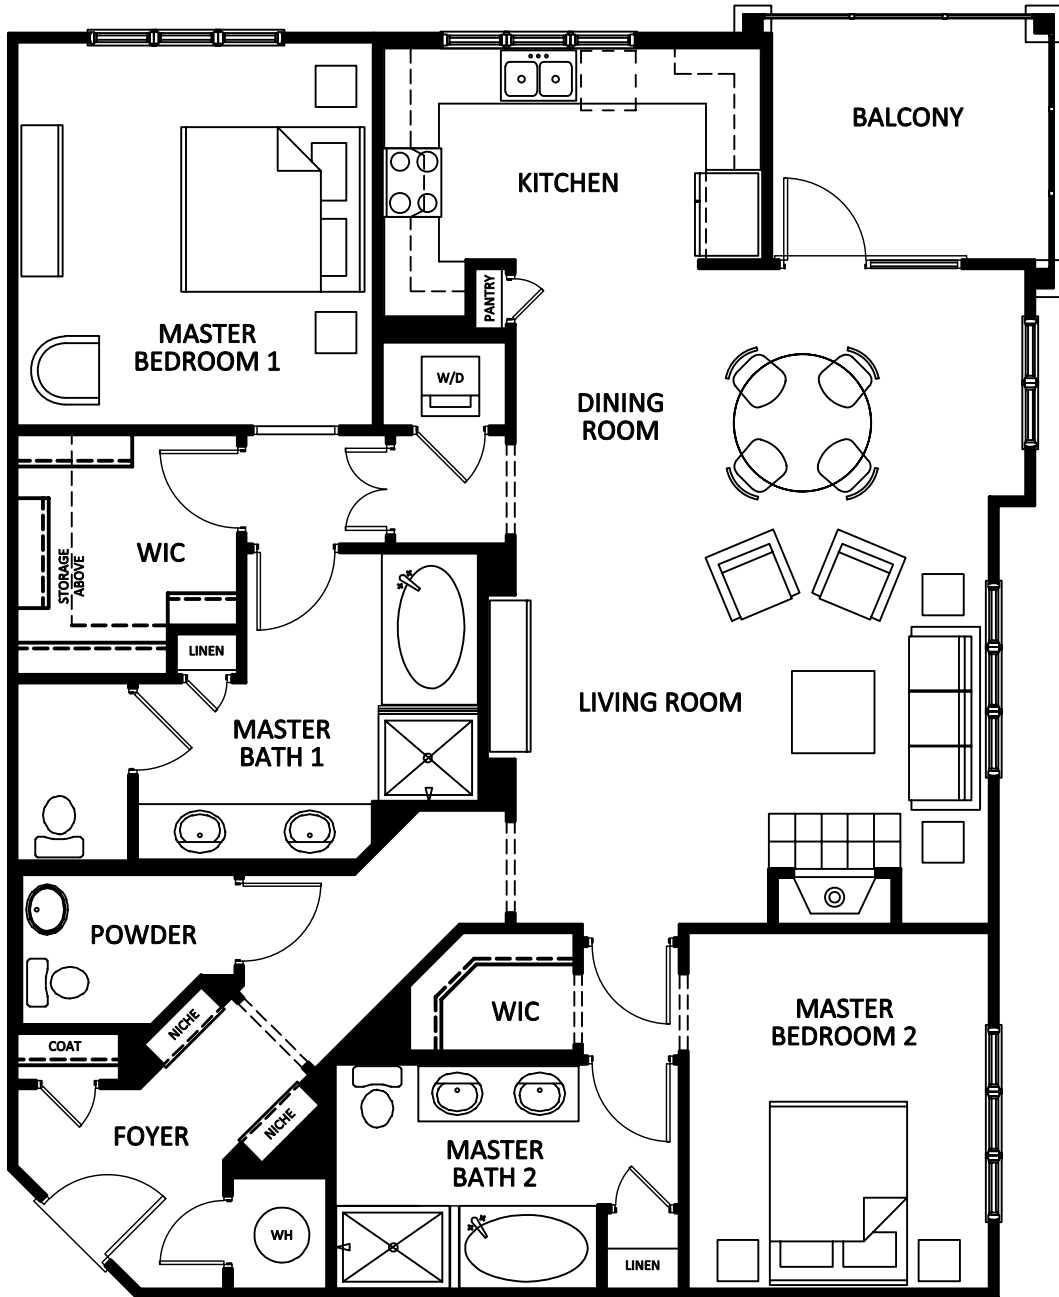 BALCONY
KITCHEN
PANTRY
MASTER
BEDROOM 1
W/D
DINING
ROOM
WIC
STORAGE
ABOVE
LINEN
LIVING ROOM
MASTER
BATH 1
POWDER
WIC
MASTER
BEDROOM 2
NICHE
COAT
NICHE
FOYER
MASTER
BATH 2
WH
LINEN